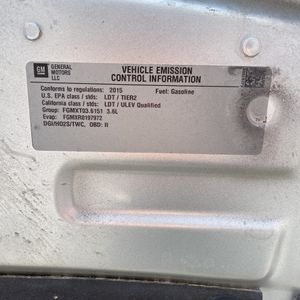 GM
GENERAL
MOTORS
LLC
VEHICLE EMISSION
CONTROL INFORMATION
Conforms to regulations: 2015 Fuel: Gasoline
U.S. EPA class / stds: LDT / TIER2
California class / stds: LDT / ULEV Qualified
Group: FGMXT03.6151 3.6L
Evap: FGMXR0197972
DGI/HO2S/TWC, OBD: II